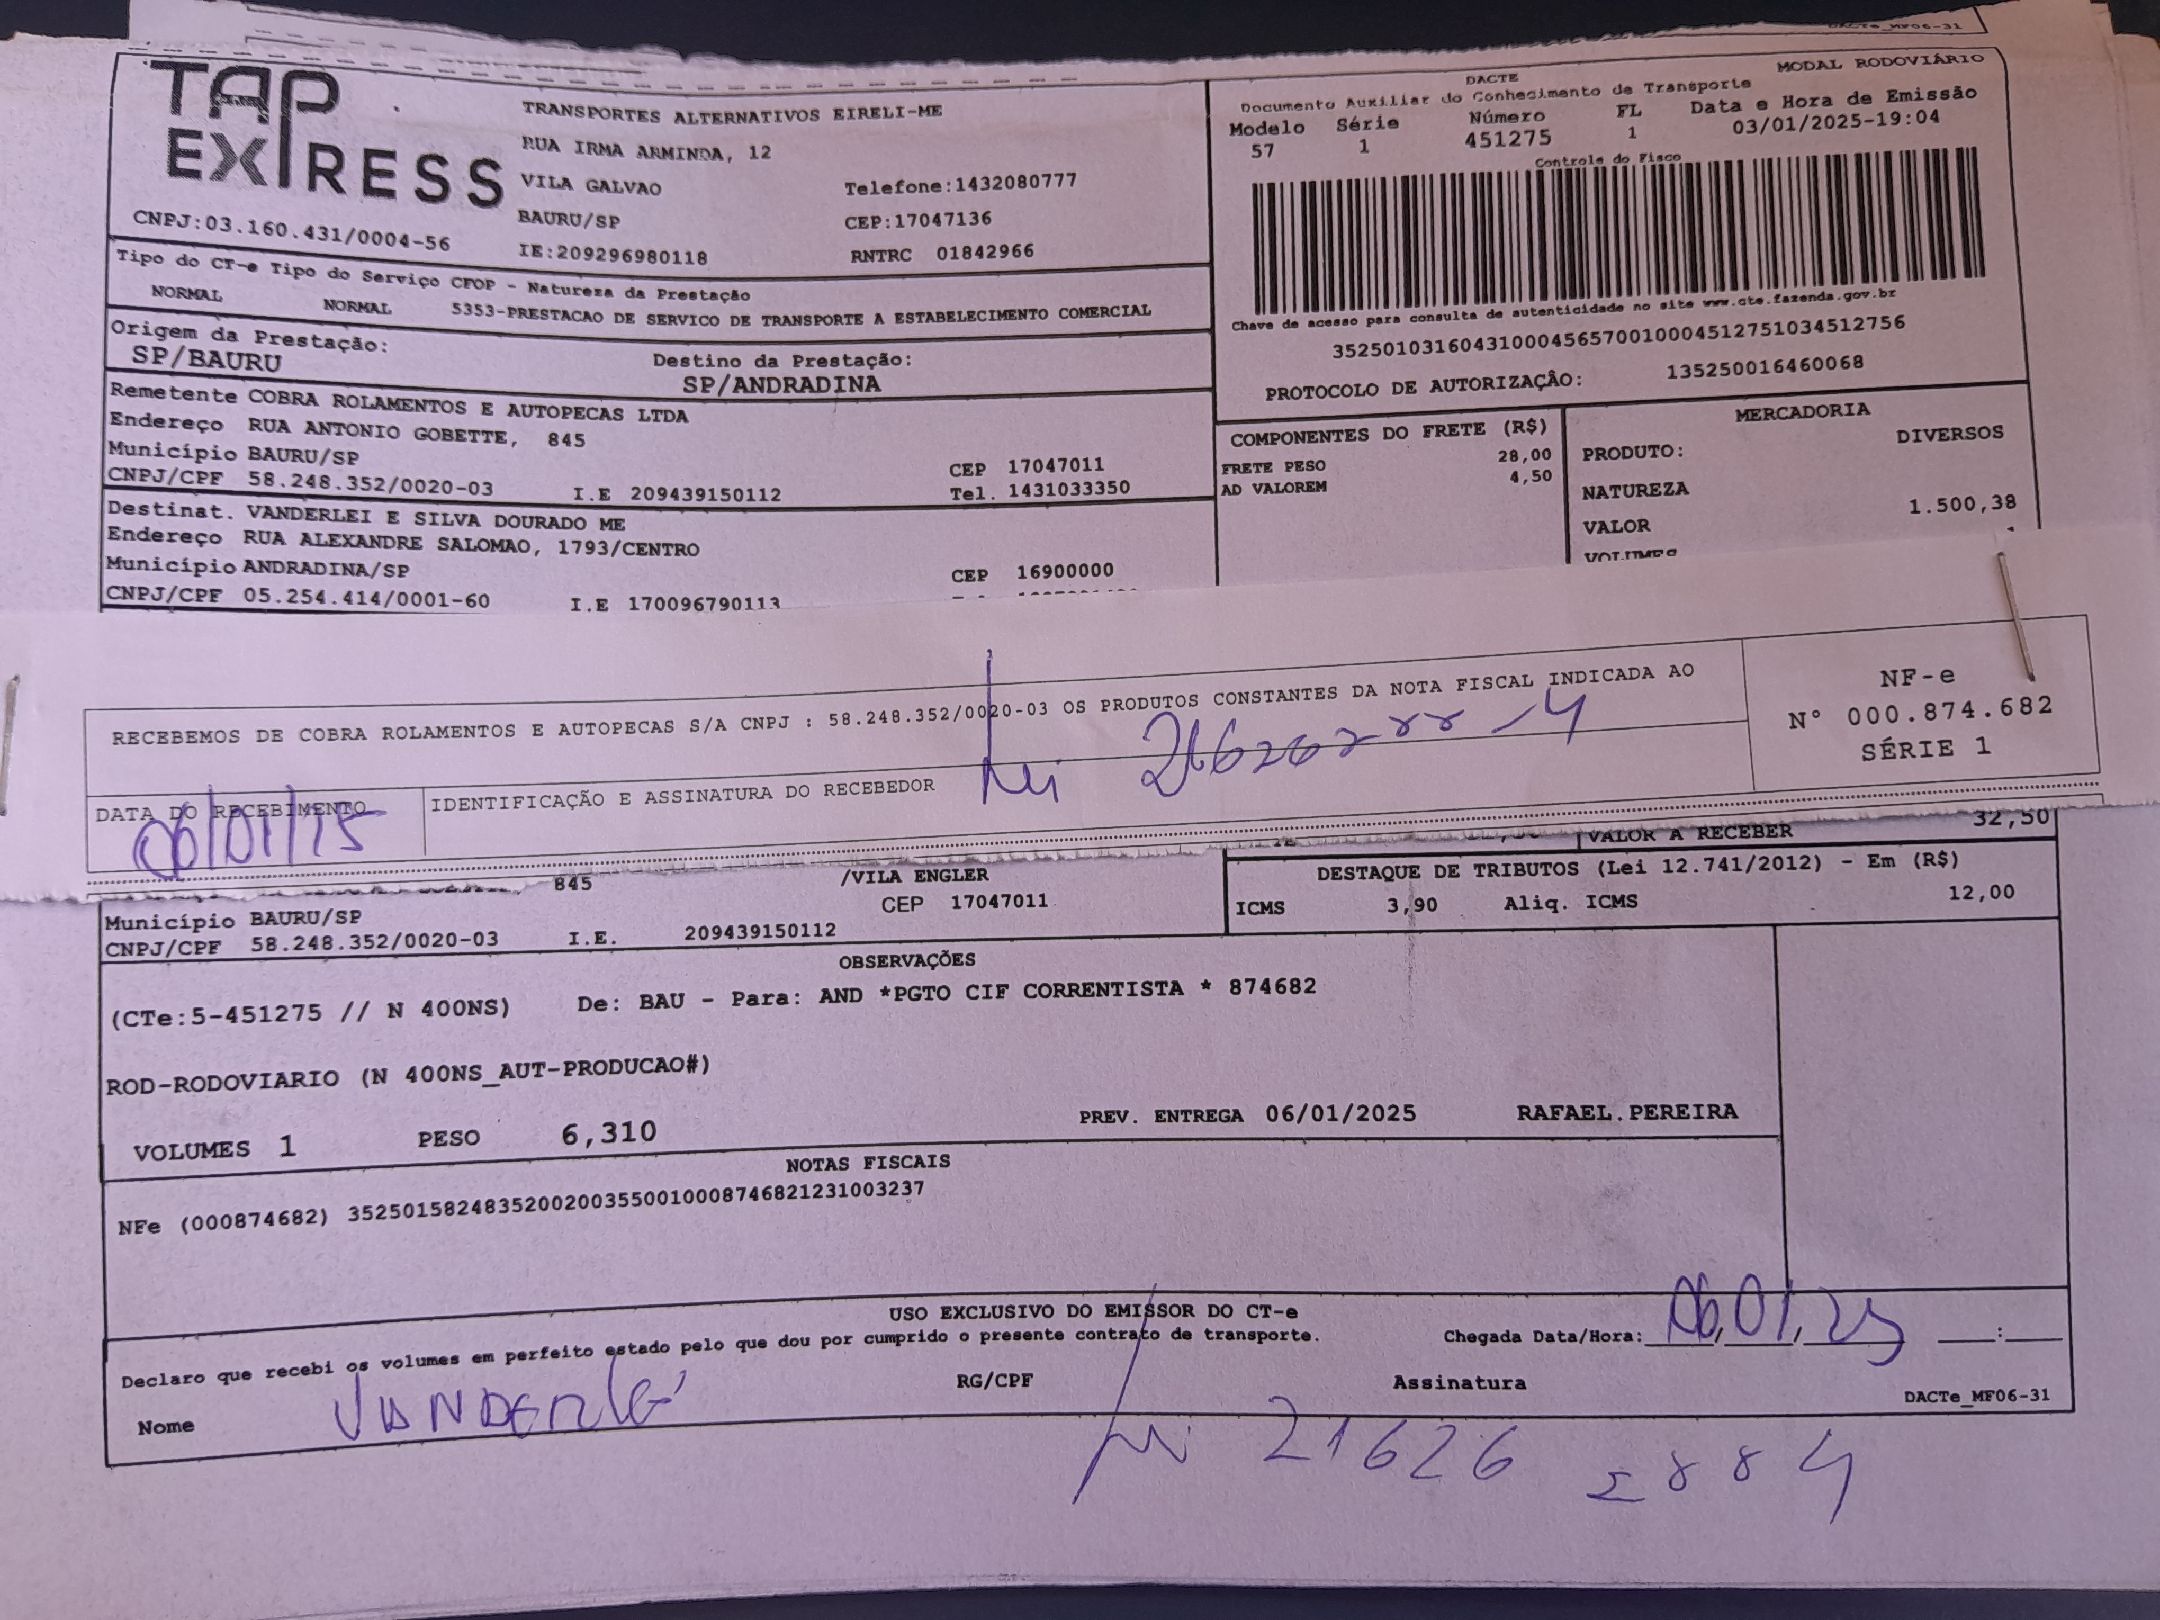 DACTe_MF06-31
TAP EXPRESS
TRANSPORTES ALTERNATIVOS EIRELI-ME
RUA IRMA ARMINDA, 12
VILA GALVAO Telefone:1432080777
BAURU/SP CEP:17047136
CNPJ:03.160.431/0004-56 IE:209296980118 RNTRC 01842966
DACTE MODAL RODOVIÁRIO
Documento Auxiliar do Conhecimento de Transporte
Modelo Série Número FL Data e Hora de Emissão
57 1 451275 1 03/01/2025-19:04
Controle do Fisco
Chave de acesso para consulta de autenticidade no site www.cte.fazenda.gov.br
35250103160431000456570010004512751034512756
PROTOCOLO DE AUTORIZAÇÃO: 135250016460068
Tipo do CT-e Tipo do Serviço CFOP - Natureza da Prestação
NORMAL NORMAL 5353-PRESTACAO DE SERVICO DE TRANSPORTE A ESTABELECIMENTO COMERCIAL
Origem da Prestação: Destino da Prestação:
SP/BAURU SP/ANDRADINA
Remetente COBRA ROLAMENTOS E AUTOPECAS LTDA
Endereço RUA ANTONIO GOBETTE, 845
Município BAURU/SP CEP 17047011
CNPJ/CPF 58.248.352/0020-03 I.E 209439150112 Tel. 1431033350
Destinat. VANDERLEI E SILVA DOURADO ME
Endereço RUA ALEXANDRE SALOMAO, 1793/CENTRO
Município ANDRADINA/SP CEP 16900000
CNPJ/CPF 05.254.414/0001-60 I.E 170096790113
COMPONENTES DO FRETE (R$)
FRETE PESO 28,00
AD VALOREM 4,50
MERCADORIA
PRODUTO: DIVERSOS
NATUREZA
VALOR 1.500,38
VOLUMES
RECEBEMOS DE COBRA ROLAMENTOS E AUTOPECAS S/A CNPJ : 58.248.352/0020-03 OS PRODUTOS CONSTANTES DA NOTA FISCAL INDICADA AO
NF-e
N° 000.874.682
SÉRIE 1
DATA DO RECEBIMENTO IDENTIFICAÇÃO E ASSINATURA DO RECEBEDOR
VALOR A RECEBER 32,50
845 /VILA ENGLER
Município BAURU/SP CEP 17047011
CNPJ/CPF 58.248.352/0020-03 I.E. 209439150112
DESTAQUE DE TRIBUTOS (Lei 12.741/2012) - Em (R$)
ICMS 3,90 Aliq. ICMS 12,00
OBSERVAÇÕES
(CTe:5-451275 // N 400NS) De: BAU - Para: AND *PGTO CIF CORRENTISTA * 874682
ROD-RODOVIARIO (N 400NS_AUT-PRODUCAO#)
VOLUMES 1 PESO 6,310 PREV. ENTREGA 06/01/2025 RAFAEL.PEREIRA
NOTAS FISCAIS
NFe (000874682) 35250158248352002003550010008746821231003237
USO EXCLUSIVO DO EMISSOR DO CT-e
Declaro que recebi os volumes em perfeito estado pelo que dou por cumprido o presente contrato de transporte. Chegada Data/Hora: 06,01,25 :
Nome VANDERLEI RG/CPF Assinatura DACTe_MF06-31
21626 2884